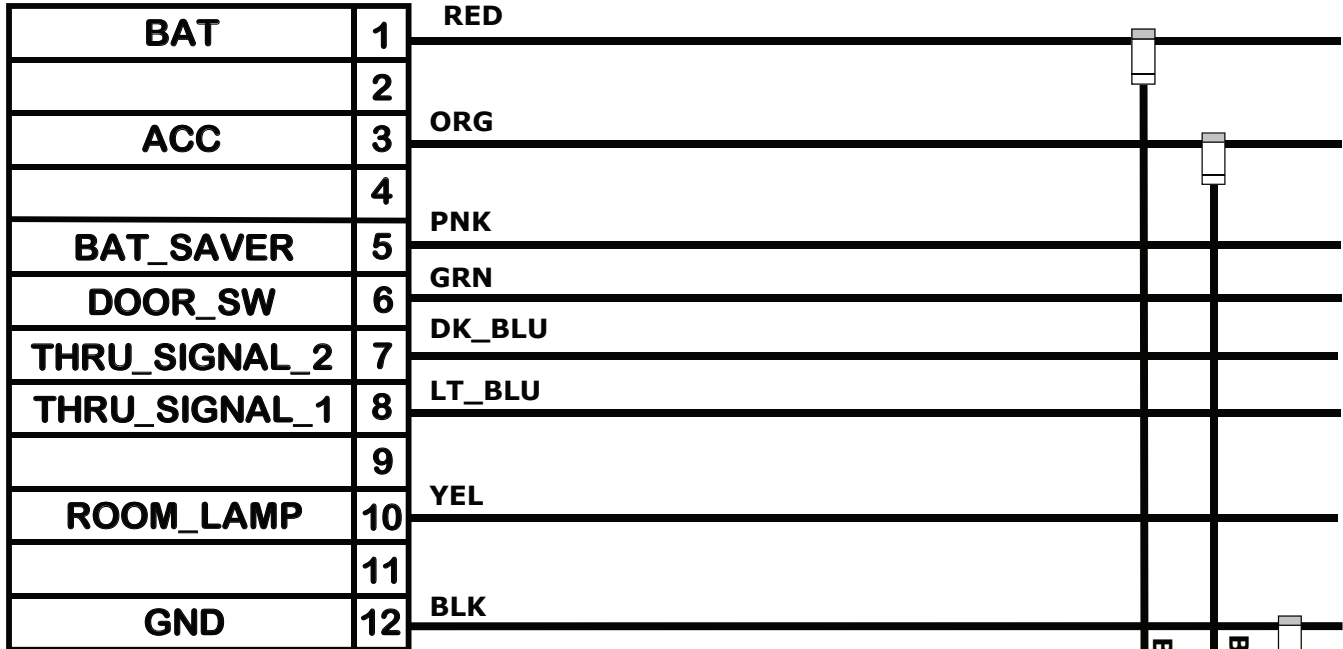 BAT 1 RED
2
ACC 3 ORG
4
BAT_SAVER 5 PNK
DOOR_SW 6 GRN
THRU_SIGNAL_2 7 DK_BLU
THRU_SIGNAL_1 8 LT_BLU
9
ROOM_LAMP 10 YEL
11
GND 12 BLK